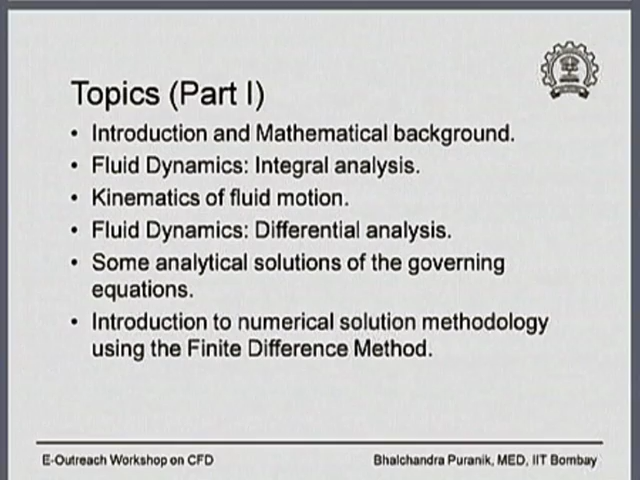 Topics (Part I)
• Introduction and Mathematical background.
• Fluid Dynamics: Integral analysis.
• Kinematics of fluid motion.
• Fluid Dynamics: Differential analysis.
• Some analytical solutions of the governing
equations.
• Introduction to numerical solution methodology
using the Finite Difference Method.
E-Outreach Workshop on CFD
Bhalchandra Puranik, MED, IIT Bombay